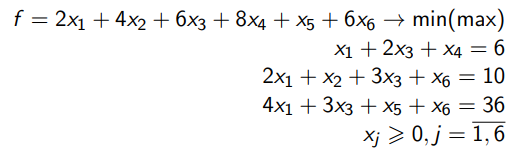 f = 2x₁ + 4x₂ + 6x₃ + 8x₄ + x₅ + 6x₆ → min(max)
x₁ + 2x₃ + x₄ = 6
2x₁ + x₂ + 3x₃ + x₆ = 10
4x₁ + 3x₃ + x₅ + x₆ = 36
xⱼ ⩾ 0, j = 1, 6